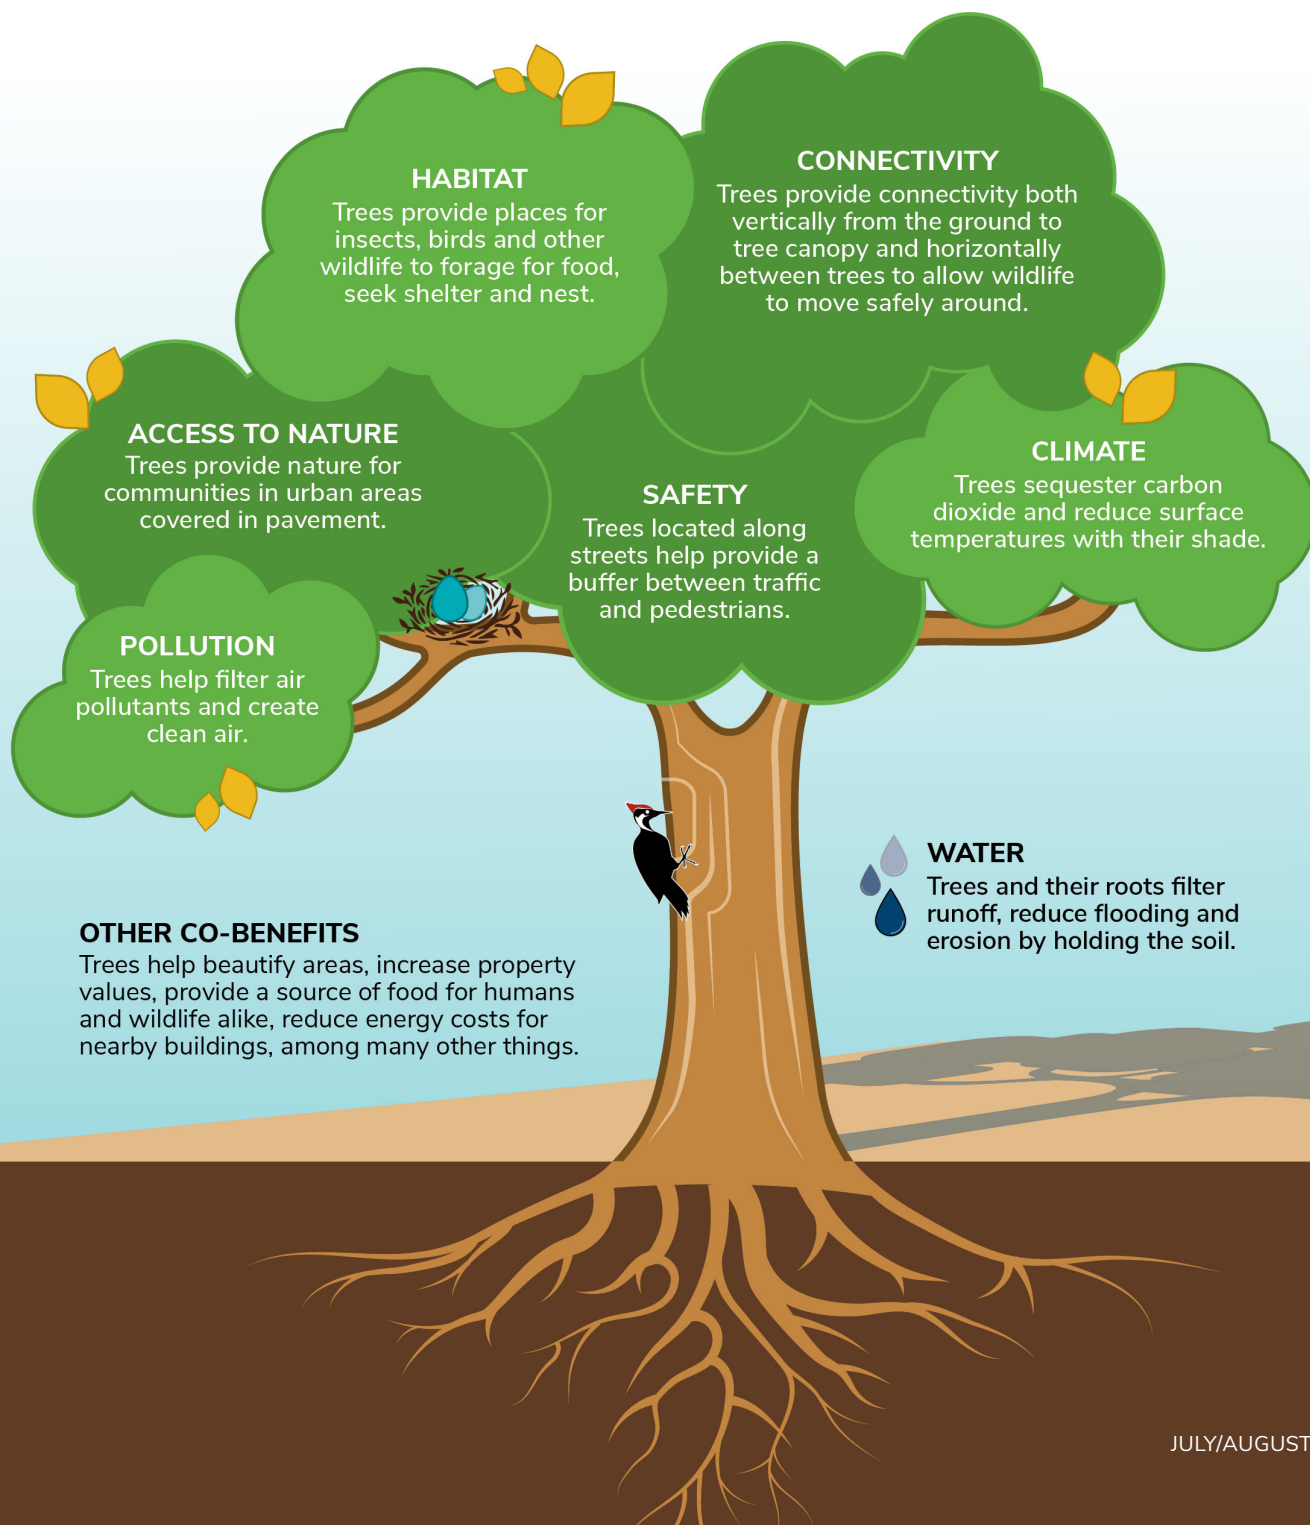 HABITAT
Trees provide places for
insects, birds and other
wildlife to forage for food,
seek shelter and nest.
CONNECTIVITY
Trees provide connectivity both
vertically from the ground to
tree canopy and horizontally
between trees to allow wildlife
to move safely around.
ACCESS TO NATURE
Trees provide nature for
communities in urban areas
covered in pavement.
SAFETY
Trees located along
streets help provide a
buffer between traffic
and pedestrians.
CLIMATE
Trees sequester carbon
dioxide and reduce surface
temperatures with their shade.
POLLUTION
Trees help filter air
pollutants and create
clean air.
WATER
Trees and their roots filter
runoff, reduce flooding and
erosion by holding the soil.
OTHER CO-BENEFITS
Trees help beautify areas, increase property
values, provide a source of food for humans
and wildlife alike, reduce energy costs for
nearby buildings, among many other things.
JULY/AUGUST